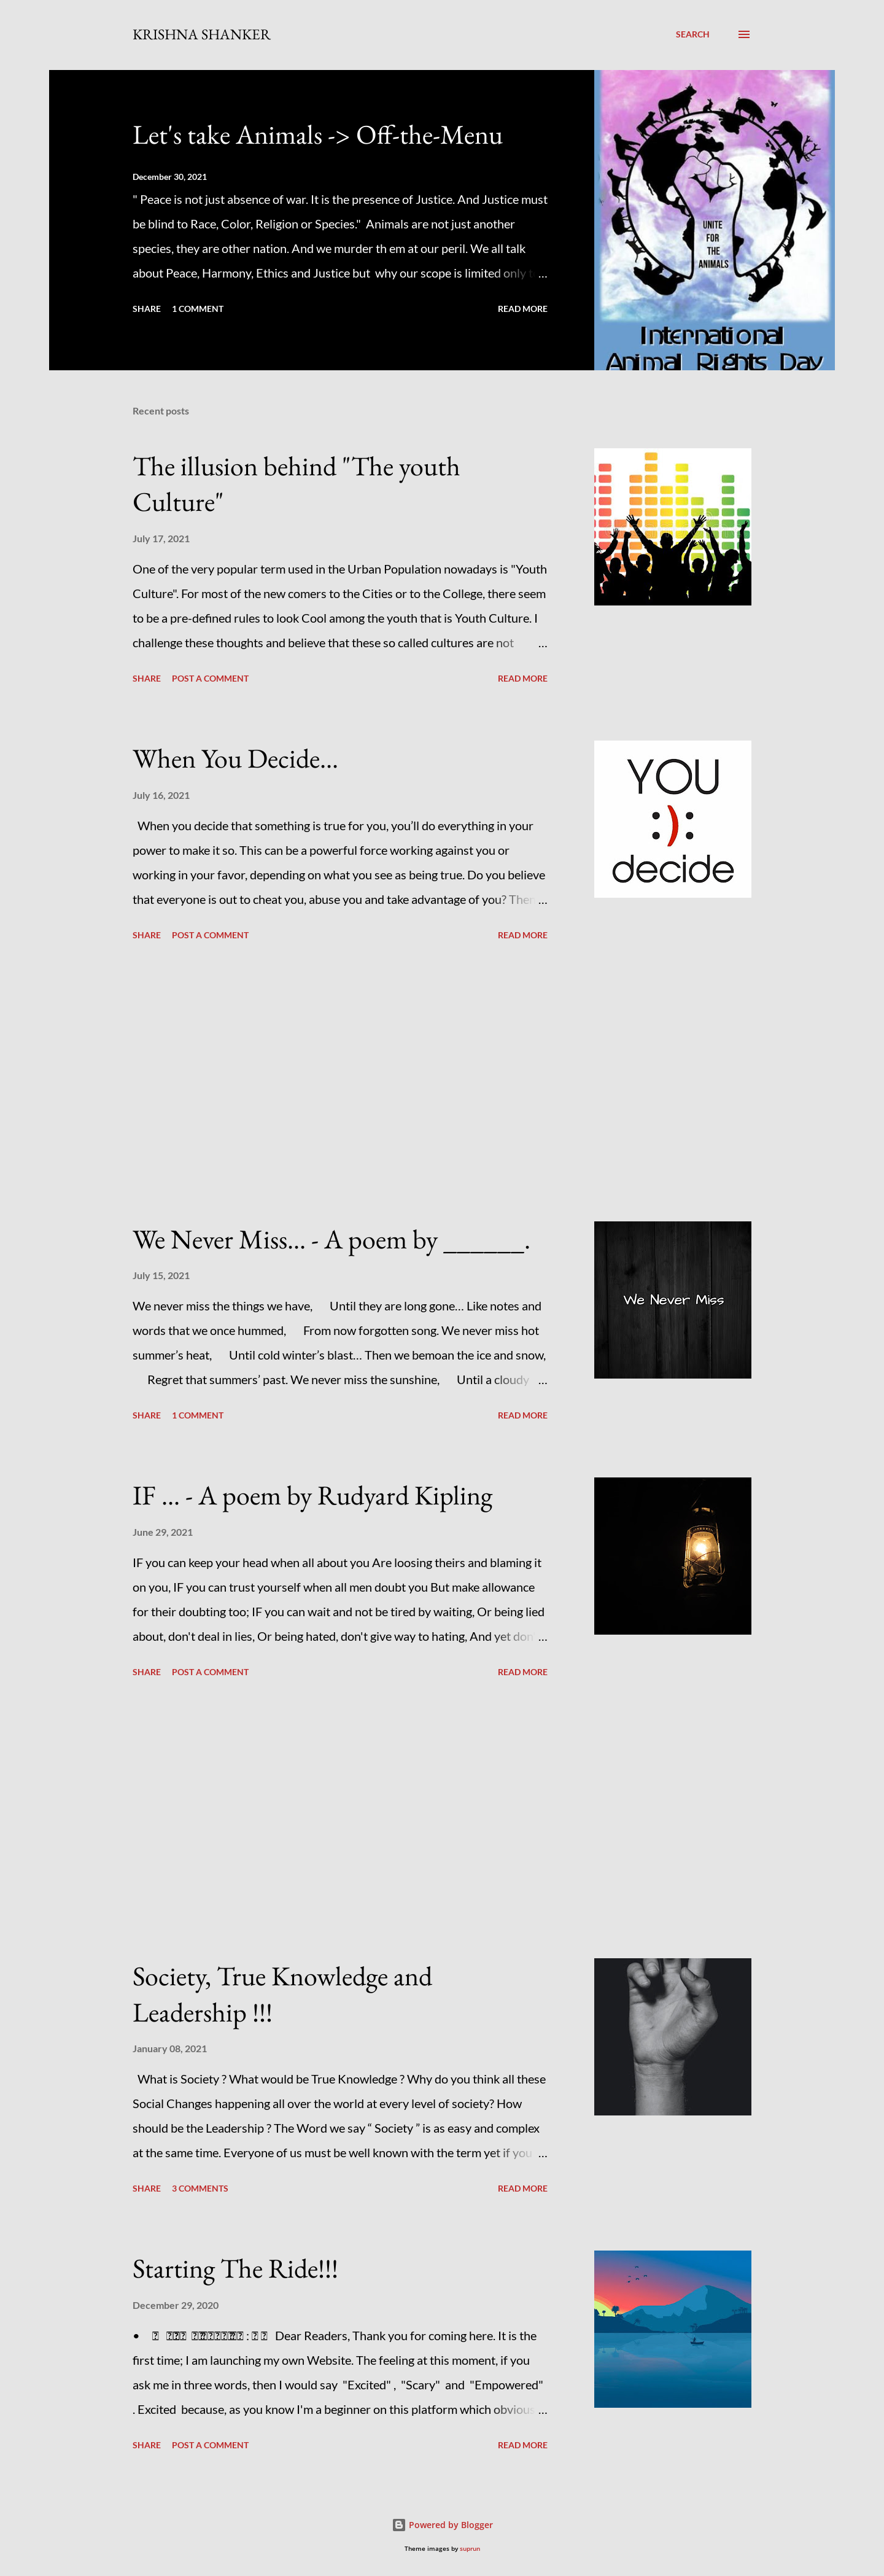 KRISHNA SHANKER
SEARCH
Let's take Animals -> Off-the-Menu
December 30, 2021
" Peace is not just absence of war. It is the presence of Justice. And Justice must
be blind to Race, Color, Religion or Species."  Animals are not just another
species, they are other nation. And we murder th em at our peril. We all talk
about Peace, Harmony, Ethics and Justice but  why our scope is limited only …
SHARE 1 COMMENT READ MORE
UNITE
FOR
THE
ANIMALS
International
Animal Rights Day
Recent posts
The illusion behind "The youth
Culture"
July 17, 2021
One of the very popular term used in the Urban Population nowadays is "Youth
Culture". For most of the new comers to the Cities or to the College, there seem
to be a pre-defined rules to look Cool among the youth that is Youth Culture. I
challenge these thoughts and believe that these so called cultures are not …
SHARE POST A COMMENT READ MORE
When You Decide...
July 16, 2021
When you decide that something is true for you, you’ll do everything in your
power to make it so. This can be a powerful force working against you or
working in your favor, depending on what you see as being true. Do you believe
that everyone is out to cheat you, abuse you and take advantage of you? Then …
SHARE POST A COMMENT READ MORE
YOU
:):
decide
We Never Miss... - A poem by ______.
July 15, 2021
We never miss the things we have,      Until they are long gone… Like notes and
words that we once hummed,      From now forgotten song. We never miss hot
summer’s heat,      Until cold winter’s blast… Then we bemoan the ice and snow,
Regret that summers’ past. We never miss the sunshine,      Until a cloudy …
SHARE 1 COMMENT READ MORE
We Never Miss
IF ... - A poem by Rudyard Kipling
June 29, 2021
IF you can keep your head when all about you Are loosing theirs and blaming it
on you, IF you can trust yourself when all men doubt you But make allowance
for their doubting too; IF you can wait and not be tired by waiting, Or being lied
about, don't deal in lies, Or being hated, don't give way to hating, And yet don …
SHARE POST A COMMENT READ MORE
Society, True Knowledge and
Leadership !!!
January 08, 2021
What is Society ? What would be True Knowledge ? Why do you think all these
Social Changes happening all over the world at every level of society? How
should be the Leadership ? The Word we say “ Society ” is as easy and complex
at the same time. Everyone of us must be well known with the term yet if you …
SHARE 3 COMMENTS READ MORE
Starting The Ride!!!
December 29, 2020
• : Dear Readers, Thank you for coming here. It is the
first time; I am launching my own Website. The feeling at this moment, if you
ask me in three words, then I would say  "Excited" ,  "Scary"  and  "Empowered"
. Excited  because, as you know I'm a beginner on this platform which obvious …
SHARE POST A COMMENT READ MORE
Powered by Blogger
Theme images by suprun